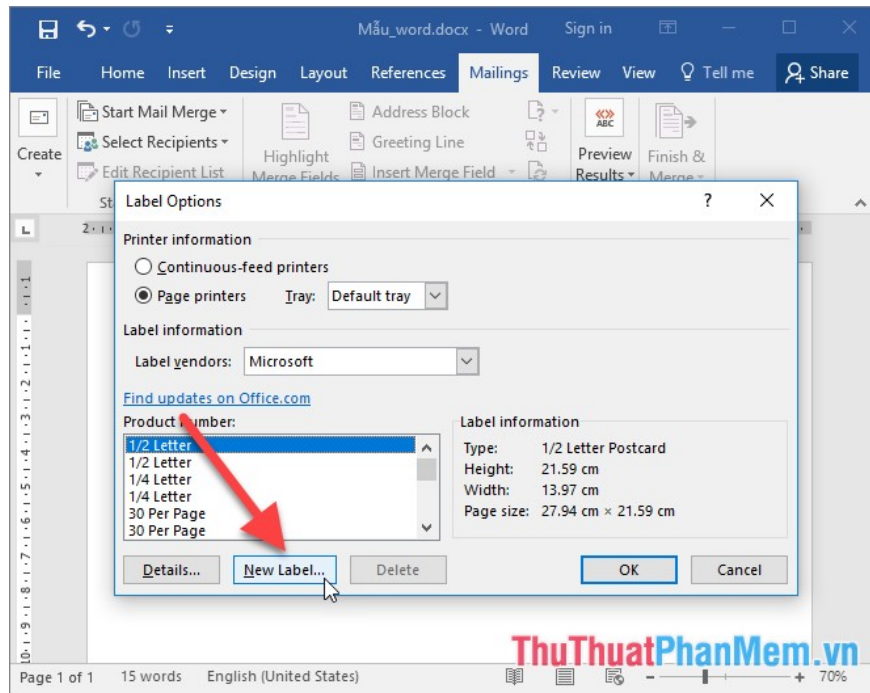 Mẫu_word.docx - Word Sign in
File Home Insert Design Layout References Mailings Review View Tell me Share
Create
Start Mail Merge
Select Recipients
Edit Recipient List
Highlight
Merge Fields
Address Block
Greeting Line
Insert Merge Field
ABC
Preview
Results
Finish &
Merge
St
Label Options ? ×
Printer information
Continuous-feed printers
Page printers Tray: Default tray
Label information
Label vendors: Microsoft
Find updates on Office.com
Product Number:
1/2 Letter
1/2 Letter
1/4 Letter
1/4 Letter
30 Per Page
30 Per Page
Label information
Type: 1/2 Letter Postcard
Height: 21.59 cm
Width: 13.97 cm
Page size: 27.94 cm × 21.59 cm
Details... New Label... Delete OK Cancel
ThuThuatPhanMem.vn
Page 1 of 1 15 words English (United States) 70%